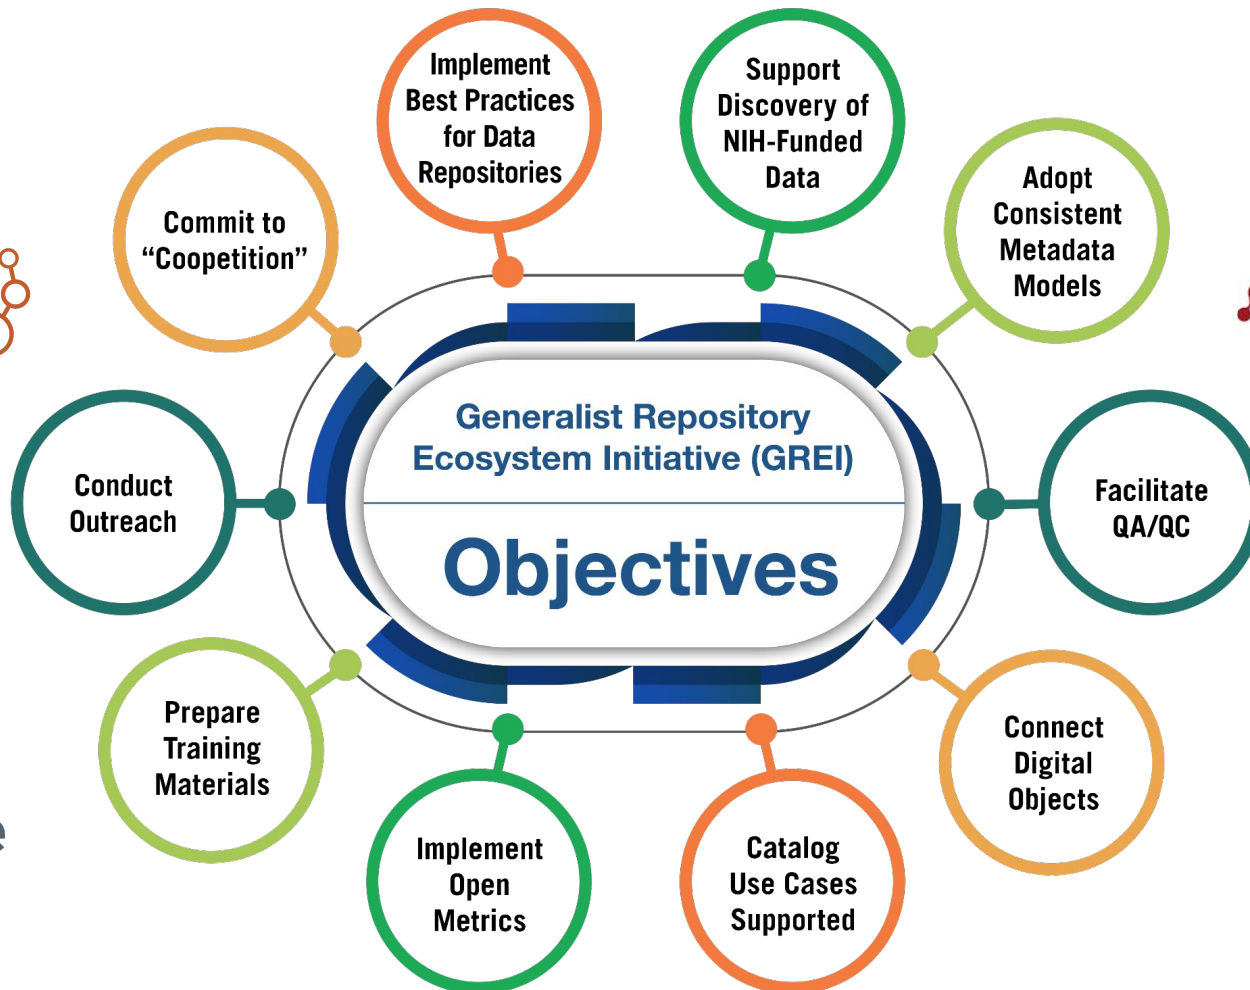 Implement
Best Practices
for Data
Repositories
Support
Discovery of
NIH-Funded
Data
Commit to
“Coopetition”
Adopt
Consistent
Metadata
Models
Generalist Repository
Ecosystem Initiative (GREI)
Objectives
Conduct
Outreach
Facilitate
QA/QC
Prepare
Training
Materials
Connect
Digital
Objects
Implement
Open
Metrics
Catalog
Use Cases
Supported
e